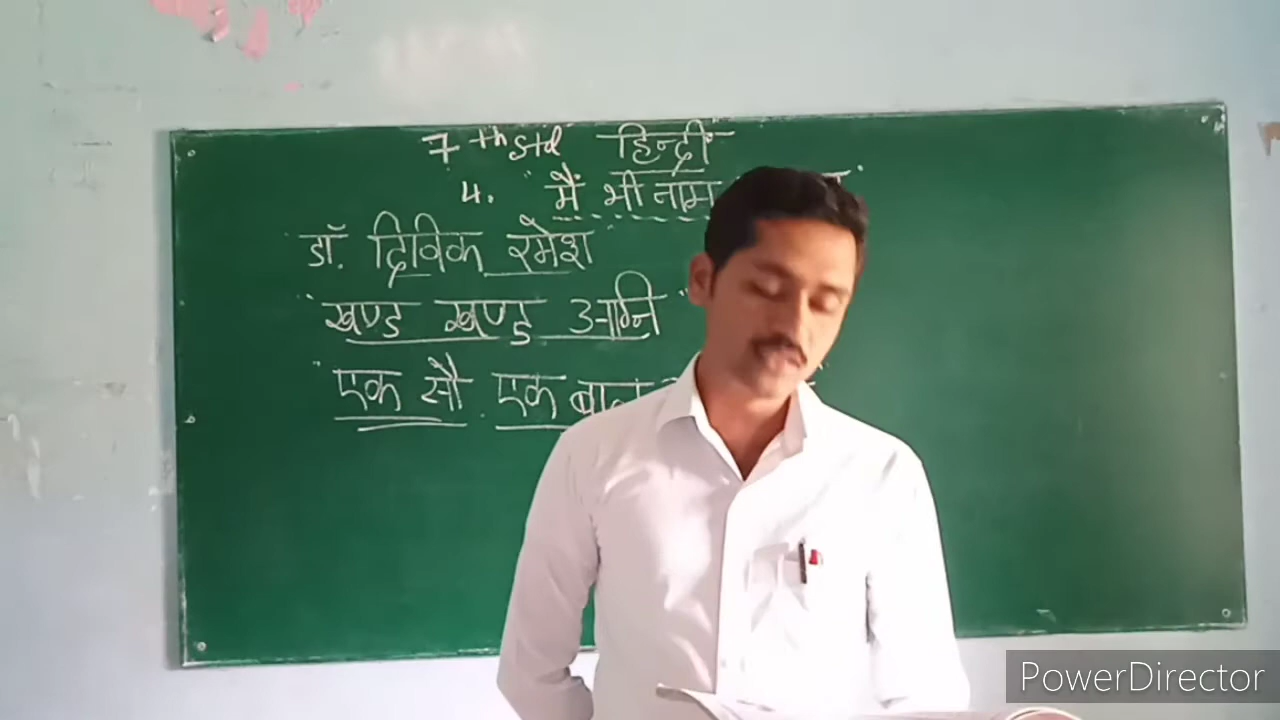 7th Std हिन्दी
4. "मैं भी नाम
डॉ. दिविक रमेश
"खण्ड खण्ड अग्नि"
"एक सौ एक बाल
PowerDirector